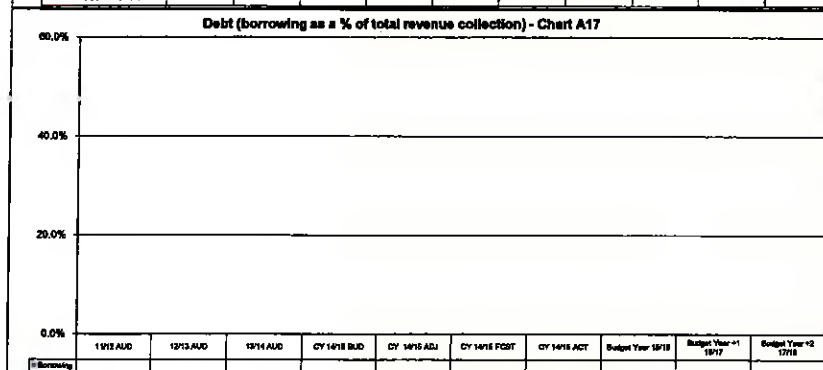 Debt (borrowing as a % of total revenue collection) - Chart A17
60.0%
40.0%
20.0%
0.0%
11/12 AUD 12/13 AUD 13/14 AUD CY 14/15 BUD CY 14/15 ADJ CY 14/15 FCST CY 14/15 ACT Budget Year 15/16 Budget Year +1 16/17 Budget Year +2 17/18
Borrowing